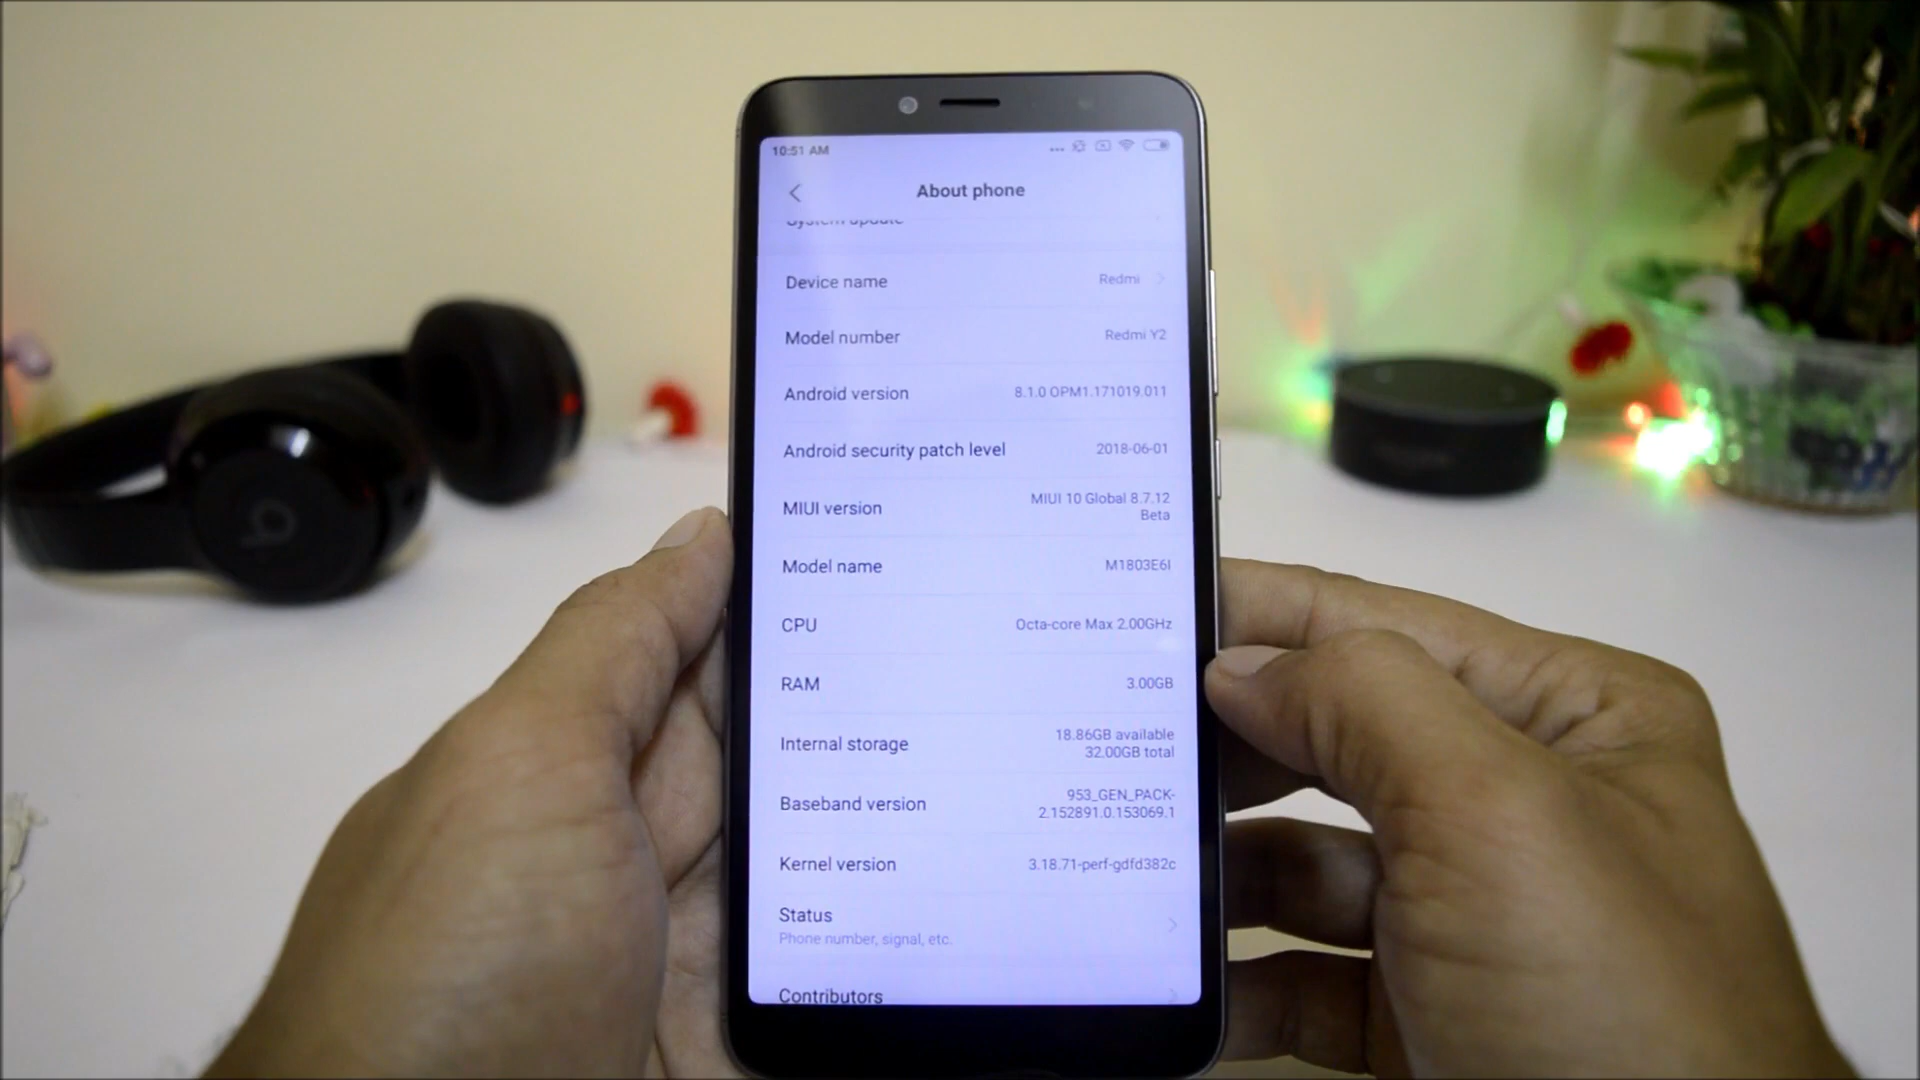 10:51 AM
About phone
System update
Device name Redmi
Model number Redmi Y2
Android version 8.1.0 OPM1.171019.011
Android security patch level 2018-06-01
MIUI version MIUI 10 Global 8.7.12
Beta
Model name M1803E6I
CPU Octa-core Max 2.00GHz
RAM 3.00GB
Internal storage 18.86GB available
32.00GB total
Baseband version 953_GEN_PACK-
2.152891.0.153069.1
Kernel version 3.18.71-perf-gdfd382c
Status
Phone number, signal, etc.
Contributors